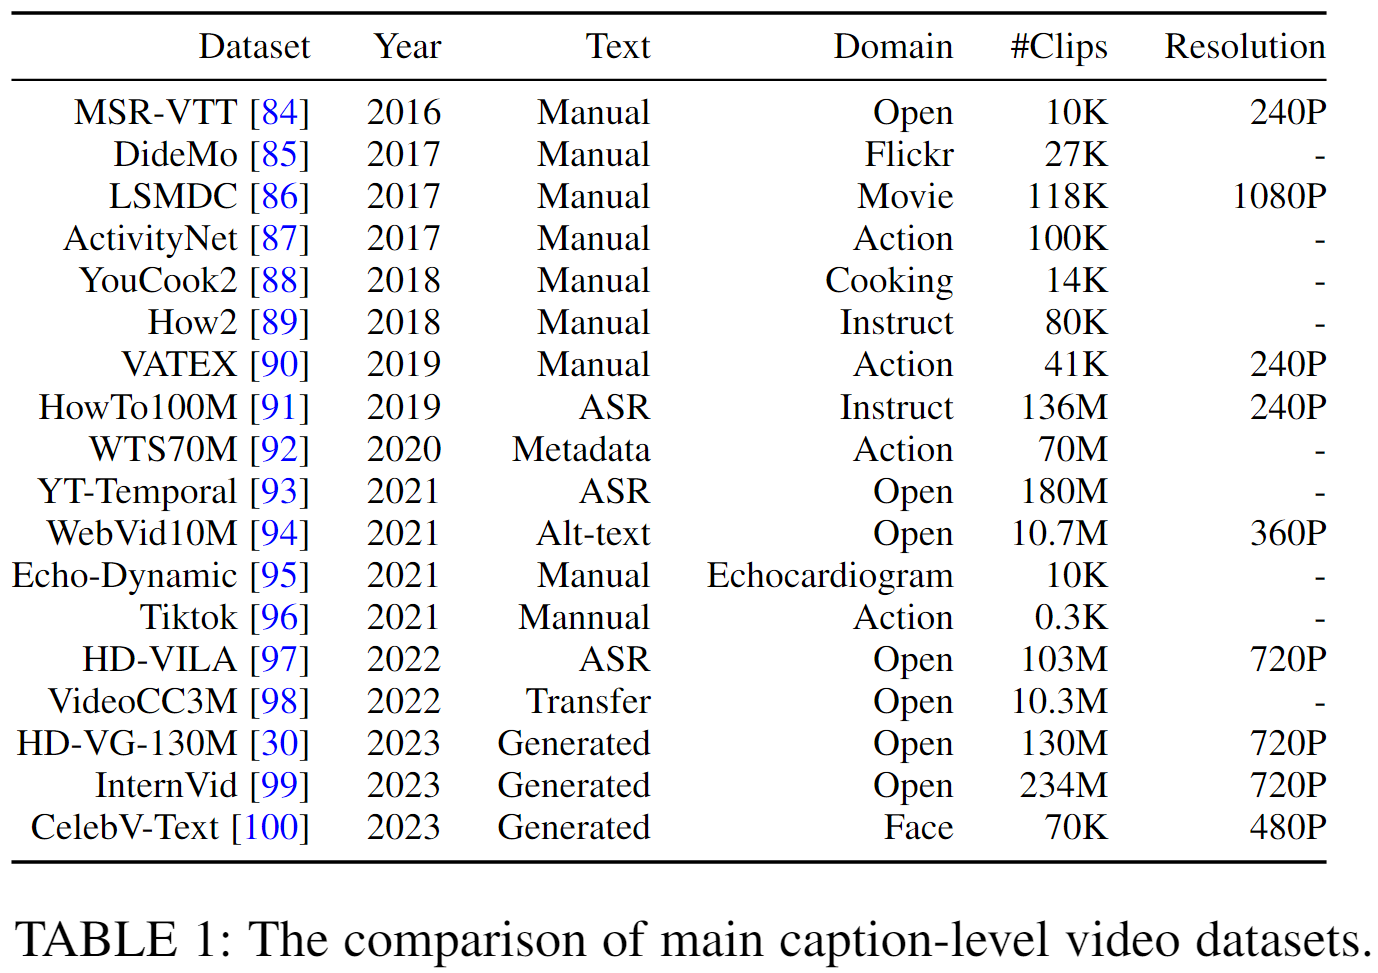 Dataset Year Text Domain #Clips Resolution
MSR-VTT [84] 2016 Manual Open 10K 240P
DideMo [85] 2017 Manual Flickr 27K -
LSMDC [86] 2017 Manual Movie 118K 1080P
ActivityNet [87] 2017 Manual Action 100K -
YouCook2 [88] 2018 Manual Cooking 14K -
How2 [89] 2018 Manual Instruct 80K -
VATEX [90] 2019 Manual Action 41K 240P
HowTo100M [91] 2019 ASR Instruct 136M 240P
WTS70M [92] 2020 Metadata Action 70M -
YT-Temporal [93] 2021 ASR Open 180M -
WebVid10M [94] 2021 Alt-text Open 10.7M 360P
Echo-Dynamic [95] 2021 Manual Echocardiogram 10K -
Tiktok [96] 2021 Mannual Action 0.3K -
HD-VILA [97] 2022 ASR Open 103M 720P
VideoCC3M [98] 2022 Transfer Open 10.3M -
HD-VG-130M [30] 2023 Generated Open 130M 720P
InternVid [99] 2023 Generated Open 234M 720P
CelebV-Text [100] 2023 Generated Face 70K 480P
TABLE 1: The comparison of main caption-level video datasets.